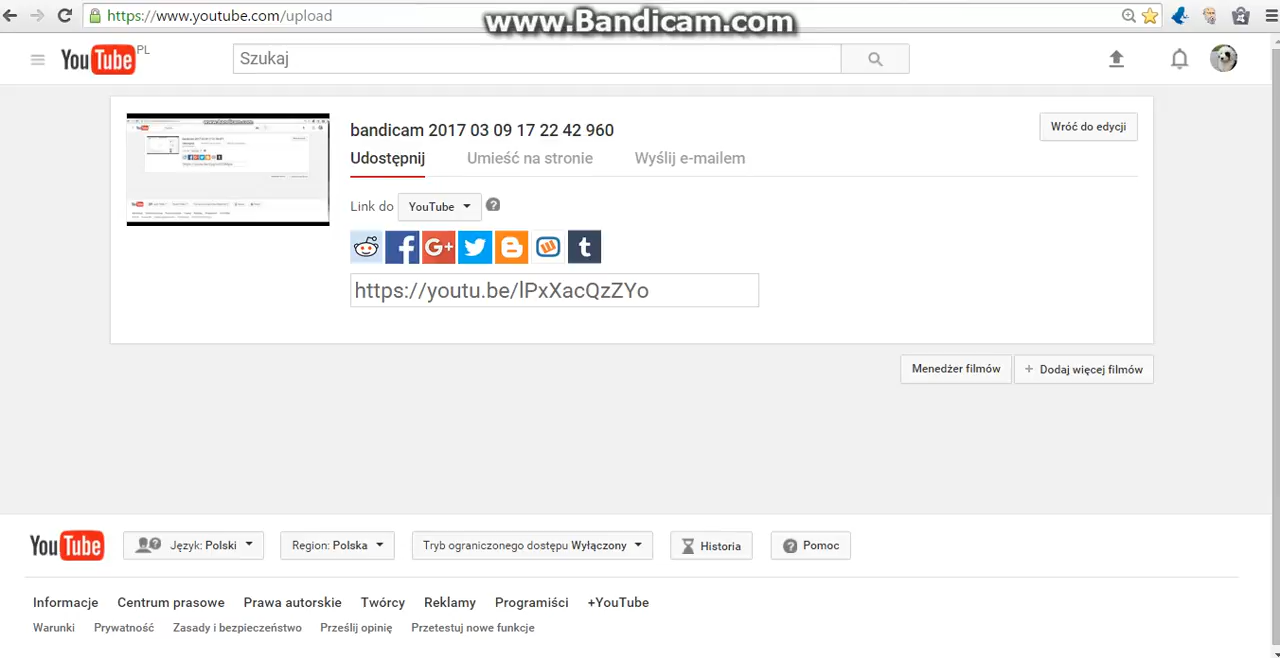 https://www.youtube.com/upload
www.Bandicam.com
YouTube PL
Szukaj
bandicam 2017 03 09 17 22 42 960
Wróć do edycji
Udostępnij Umieść na stronie Wyślij e-mailem
Link do YouTube ?
G+ t
https://youtu.be/lPxXacQzZYo
Menedżer filmów + Dodaj więcej filmów
YouTube Język: Polski Region: Polska Tryb ograniczonego dostępu Wyłączony Historia ? Pomoc
Informacje Centrum prasowe Prawa autorskie Twórcy Reklamy Programiści +YouTube
Warunki Prywatność Zasady i bezpieczeństwo Prześlij opinię Przetestuj nowe funkcje